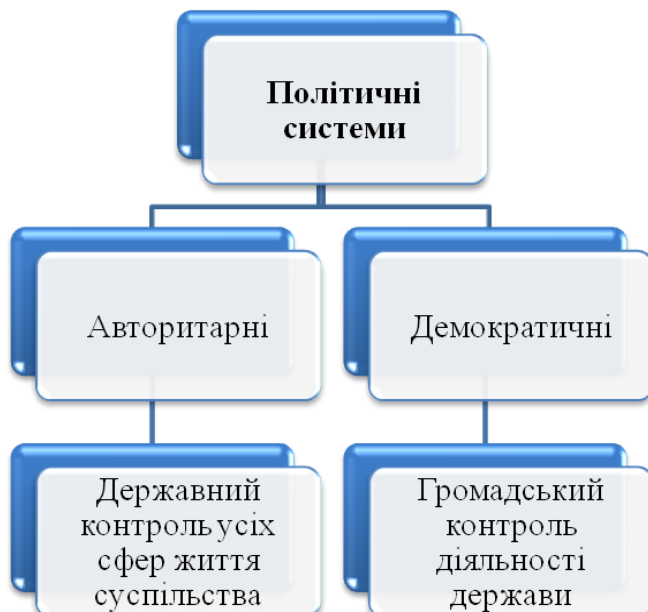 Політичні
системи
Авторитарні
Демократичні
Державний
контроль усіх
сфер життя
суспільства
Громадський
контроль
діяльності
держави